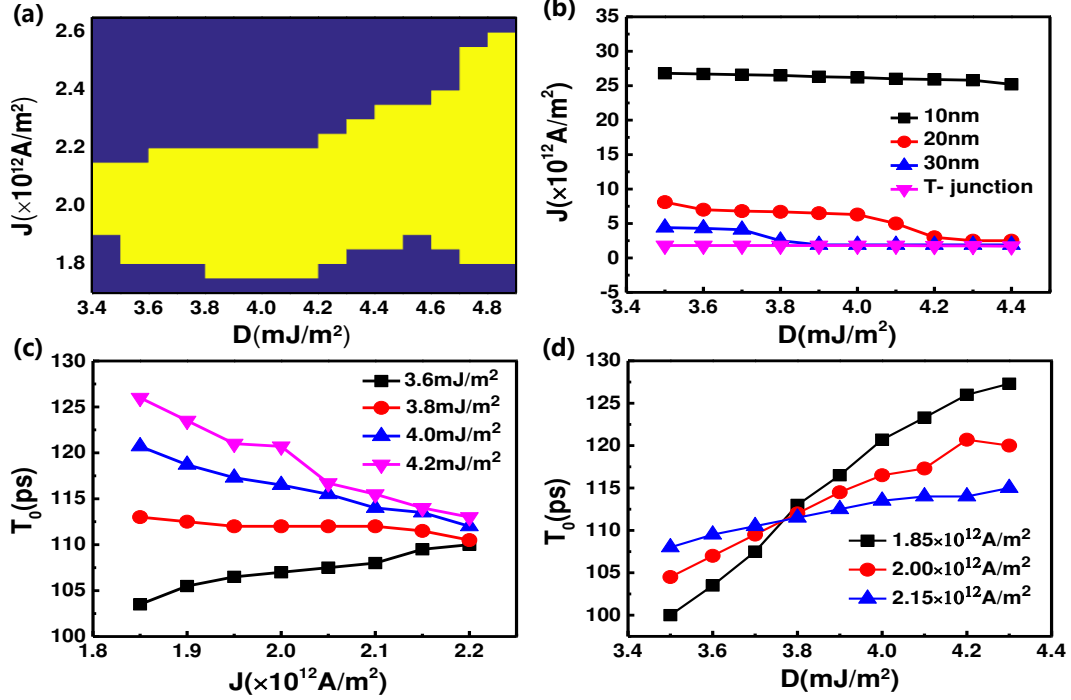 (a)
2.6
2.4
2.2
2.0
1.8
J(×10¹²A/m²)
3.4 3.6 3.8 4.0 4.2 4.4 4.6 4.8
D(mJ/m²)
(b)
35
30
25
20
15
10
5
0
-5
J(×10¹²A/m²)
10nm
20nm
30nm
T- junction
3.4 3.6 3.8 4.0 4.2 4.4
D(mJ/m²)
(c)
130
125
120
115
110
105
100
T₀(ps)
3.6mJ/m²
3.8mJ/m²
4.0mJ/m²
4.2mJ/m²
1.8 1.9 2.0 2.1 2.2
J(×10¹²A/m²)
(d)
130
125
120
115
110
105
100
T₀(ps)
1.85×10¹²A/m²
2.00×10¹²A/m²
2.15×10¹²A/m²
3.4 3.6 3.8 4.0 4.2 4.4
D(mJ/m²)